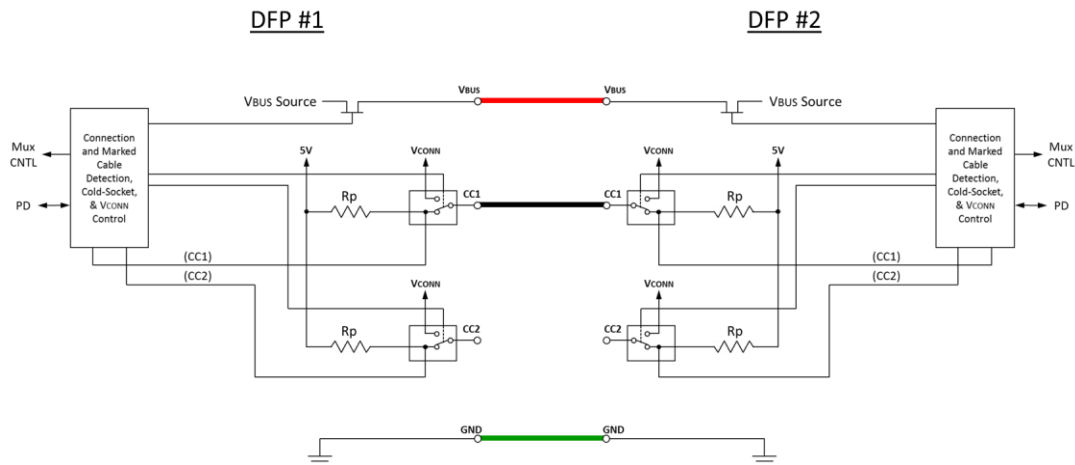 DFP #1
DFP #2
VBUS Source
VBUS
VBUS
VBUS Source
Connection
and Marked
Cable
Detection,
Cold-Socket,
& VCONN
Control
Mux
CNTL
PD
5V
VCONN
Rp
CC1
CC1
VCONN
5V
Rp
Connection
and Marked
Cable
Detection,
Cold-Socket,
& VCONN
Control
Mux
CNTL
PD
(CC1)
(CC2)
(CC1)
(CC2)
VCONN
Rp
CC2
CC2
VCONN
Rp
GND
GND